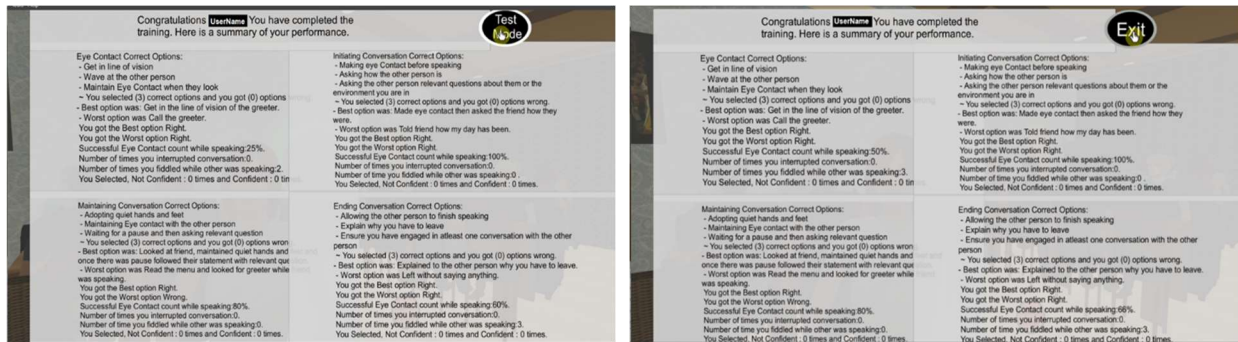 Congratulations UserName You have completed the
training. Here is a summary of your performance.
Test
Mode
Eye Contact Correct Options:
- Get in line of vision
- Wave at the other person
- Maintain Eye Contact when they look
~ You selected (3) correct options and you got (0) options
- Best option was: Get in the line of vision of the greeter.
- Worst option was Call the greeter.
You got the Best option Right.
You got the Worst option Right.
Successful Eye Contact count while speaking:25%.
Number of times you interrupted conversation:0.
Number of times you fiddled while other was speaking:2.
You Selected, Not Confident : 0 times and Confident : 0 tim
Initiating Conversation Correct Options:
- Making eye Contact before speaking
- Asking how the other person is
- Asking the other person relevant questions about them or the
environment you are in
~ You selected (3) correct options and you got (0) options wrong.
- Best option was: Made eye contact then asked the friend how they
were.
- Worst option was Told friend how my day has been.
You got the Best option Right.
You got the Worst option Right.
Successful Eye Contact count while speaking:100%.
Number of times you interrupted conversation:0.
Number of time you fiddled while other was speaking:0 .
You Selected, Not Confident : 0 times and Confident : 0 times.
Maintaining Conversation Correct Options:
- Adopting quiet hands and feet
- Maintaining Eye contact with the other person
- Waiting for a pause and then asking relevant question
~ You selected (3) correct options and you got (0) options wron
- Best option was: Looked at friend, maintained quiet hands and
once there was pause followed their statement with relevant que
- Worst option was Read the menu and looked for greeter while
was speaking.
You got the Best option Right.
You got the Worst option Wrong.
Successful Eye Contact count while speaking:80%.
Number of times you interrupted conversation:0.
Number of time you fiddled while other was speaking:0.
You Selected, Not Confident : 0 times and Confident : 0 times.
Ending Conversation Correct Options:
- Allowing the other person to finish speaking
- Explain why you have to leave
- Ensure you have engaged in atleast one conversation with the other
person
~ You selected (3) correct options and you got (0) options wrong.
- Best option was: Explained to the other person why you have to leave.
- Worst option was Left without saying anything.
You got the Best option Right.
You got the Worst option Right.
Successful Eye Contact count while speaking:60%.
Number of times you interrupted conversation:0.
Number of time you fiddled while other was speaking:3.
You Selected, Not Confident : 0 times and Confident : 0 times.
Congratulations UserName You have completed the
training. Here is a summary of your performance.
Exit
Eye Contact Correct Options:
- Get in line of vision
- Wave at the other person
- Maintain Eye Contact when they look
~ You selected (3) correct options and you got (0) options
- Best option was: Get in the line of vision of the greeter.
- Worst option was Call the greeter.
You got the Best option Right.
You got the Worst option Right.
Successful Eye Contact count while speaking:50%.
Number of times you interrupted conversation:0.
Number of times you fiddled while other was speaking:3.
You Selected, Not Confident : 0 times and Confident : 0 tim
Initiating Conversation Correct Options:
- Making eye Contact before speaking
- Asking how the other person is
- Asking the other person relevant questions about them or the
environment you are in
~ You selected (3) correct options and you got (0) options wrong.
- Best option was: Made eye contact then asked the friend how they
were.
- Worst option was Told friend how my day has been.
You got the Best option Right.
You got the Worst option Right.
Successful Eye Contact count while speaking:100%.
Number of times you interrupted conversation:0.
Number of time you fiddled while other was speaking:0 .
You Selected, Not Confident : 0 times and Confident : 0 times.
Maintaining Conversation Correct Options:
- Adopting quiet hands and feet
- Maintaining Eye contact with the other person
- Waiting for a pause and then asking relevant question
~ You selected (3) correct options and you got (0) options wron
- Best option was: Looked at friend, maintained quiet hands and
once there was pause followed their statement with relevant que
- Worst option was Read the menu and looked for greeter while
was speaking.
You got the Best option Right.
You got the Worst option Wrong.
Successful Eye Contact count while speaking:80%.
Number of times you interrupted conversation:0.
Number of time you fiddled while other was speaking:0.
You Selected, Not Confident : 0 times and Confident : 0 times.
Ending Conversation Correct Options:
- Allowing the other person to finish speaking
- Explain why you have to leave
- Ensure you have engaged in atleast one conversation with the other
person
~ You selected (3) correct options and you got (0) options wrong.
- Best option was: Explained to the other person why you have to leave.
- Worst option was Left without saying anything.
You got the Best option Right.
You got the Worst option Right.
Successful Eye Contact count while speaking:66%.
Number of times you interrupted conversation:0.
Number of time you fiddled while other was speaking:3.
You Selected, Not Confident : 0 times and Confident : 0 times.